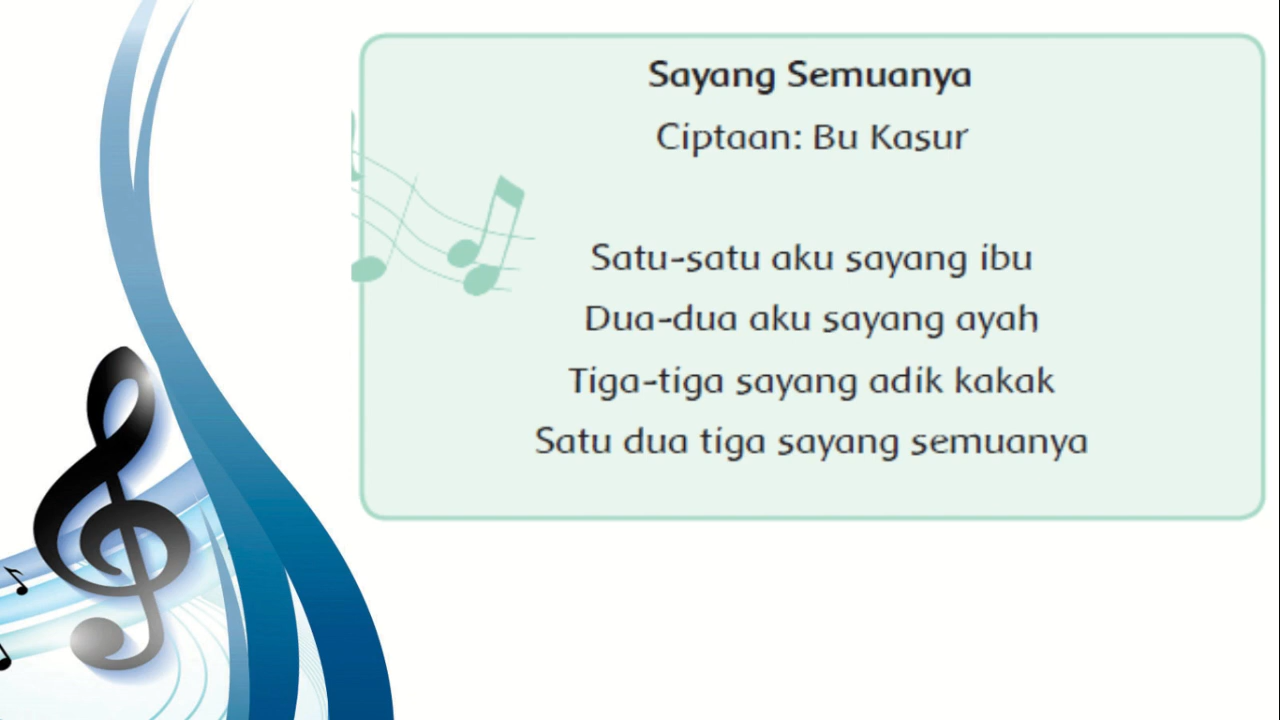 Sayang Semuanya
Ciptaan: Bu Kasur
Satu-satu aku sayang ibu
Dua-dua aku sayang ayah
Tiga-tiga sayang adik kakak
Satu dua tiga sayang semuanya